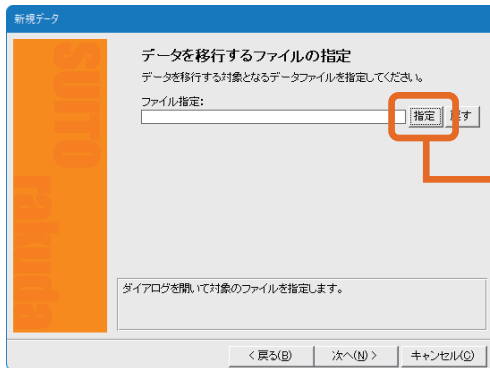 新規データ
SUITO
rakuda
データを移行するファイルの指定
データを移行する対象となるデータファイルを指定してください。
ファイル指定:
指定 戻す
ダイアログを開いて対象のファイルを指定します。
< 戻る(B) 次へ(N) > キャンセル(C)